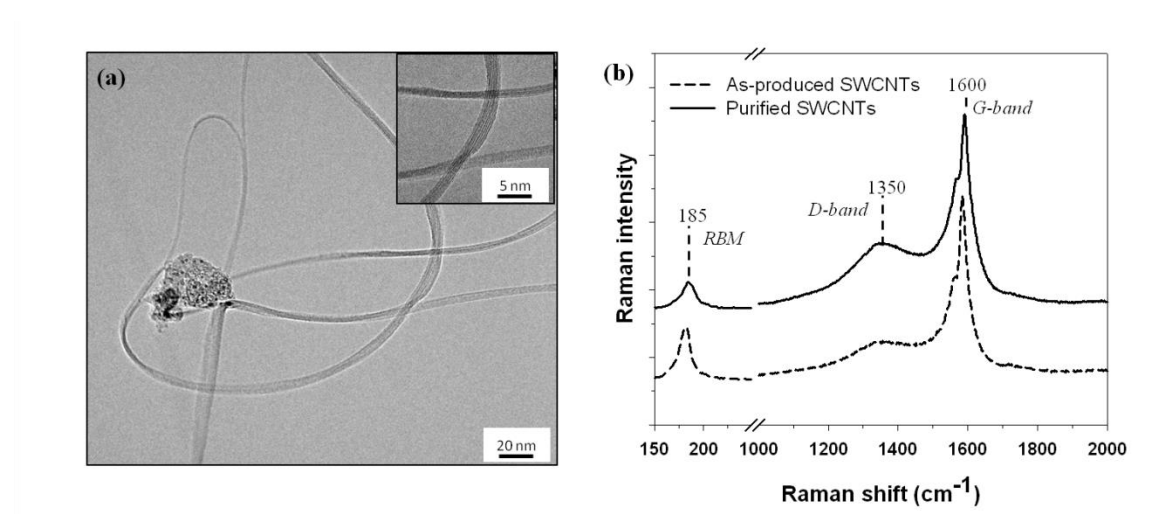 (a)
5 nm
20 nm
(b)
As-produced SWCNTs
Purified SWCNTs
1600
G-band
1350
D-band
185
RBM
Raman intensity
150 200 1000 1200 1400 1600 1800 2000
Raman shift (cm-1)